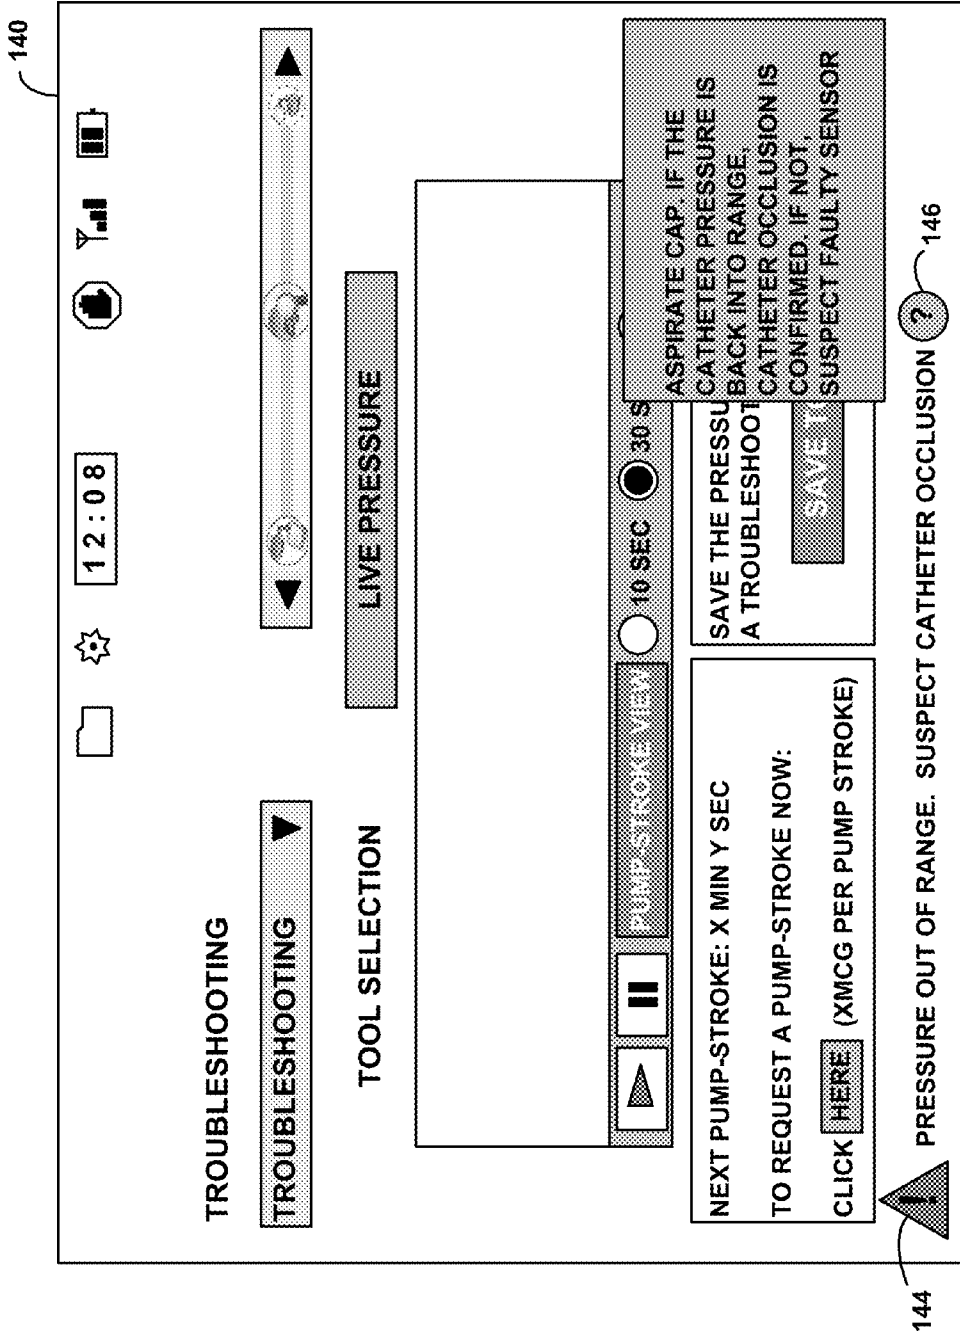 140
12:08
TROUBLESHOOTING
TROUBLESHOOTING
TOOL SELECTION
LIVE PRESSURE
PUMP-STROKE VIEW
10 SEC
30 S
NEXT PUMP-STROKE: X MIN Y SEC
TO REQUEST A PUMP-STROKE NOW:
CLICK HERE (XMCG PER PUMP STROKE)
SAVE THE PRESSU
A TROUBLESHOOT
SAVE TO
ASPIRATE CAP. IF THE
CATHETER PRESSURE IS
BACK INTO RANGE,
CATHETER OCCLUSION IS
CONFIRMED. IF NOT,
SUSPECT FAULTY SENSOR
! PRESSURE OUT OF RANGE. SUSPECT CATHETER OCCLUSION ?
144
146